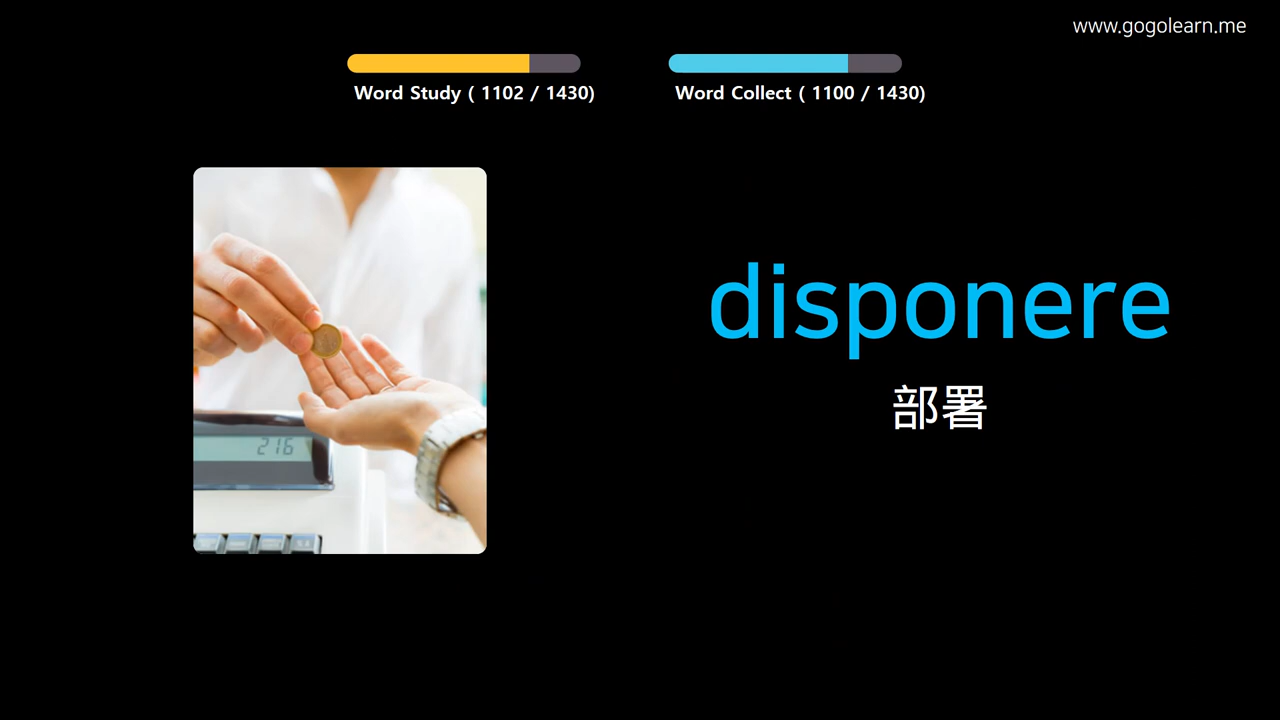 www.gogolearn.me
Word Study ( 1102 / 1430)
Word Collect ( 1100 / 1430)
disponere
部署
216